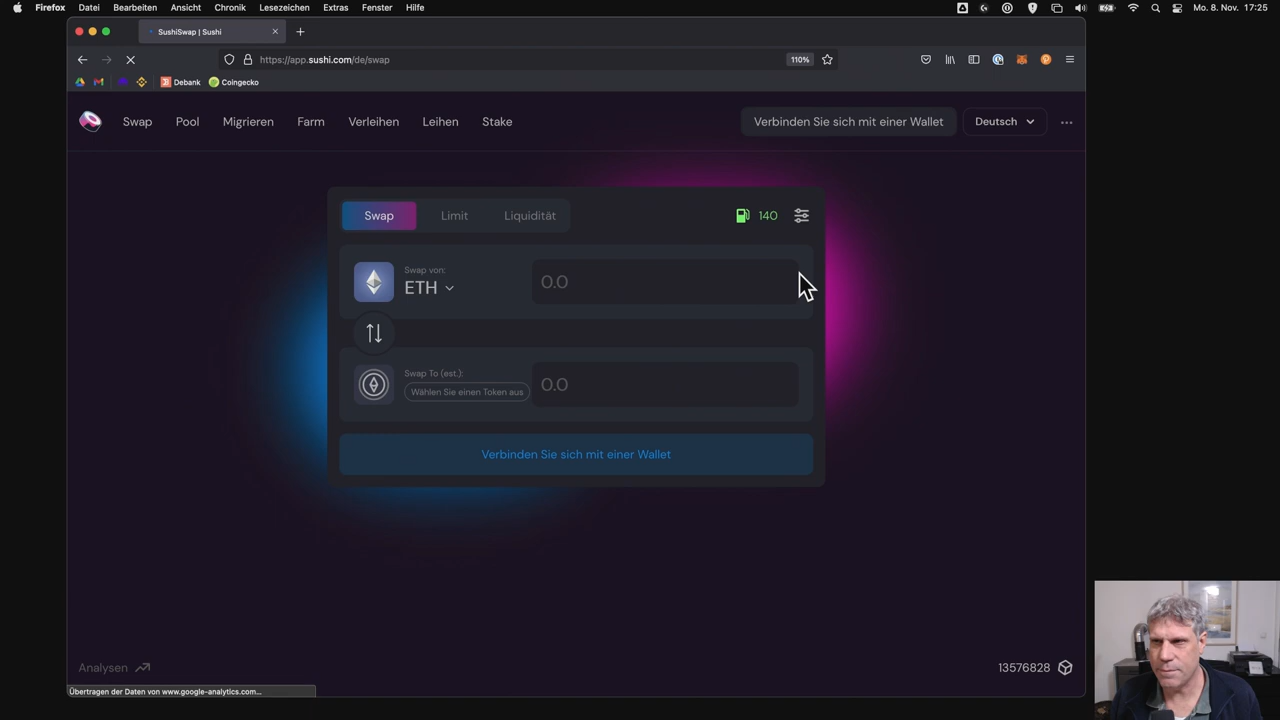 Firefox Datei Bearbeiten Ansicht Chronik Lesezeichen Extras Fenster Hilfe Mo. 8. Nov. 17:25
SushiSwap | Sushi
https://app.sushi.com/de/swap 110%
Debank Coingecko
Swap Pool Migrieren Farm Verleihen Leihen Stake Verbinden Sie sich mit einer Wallet Deutsch
Swap Limit Liquidität 140
Swap von:
ETH 0.0
Swap To (est.):
Wählen Sie einen Token aus 0.0
Verbinden Sie sich mit einer Wallet
Analysen 13576828
Übertragen der Daten von www.google-analytics.com...